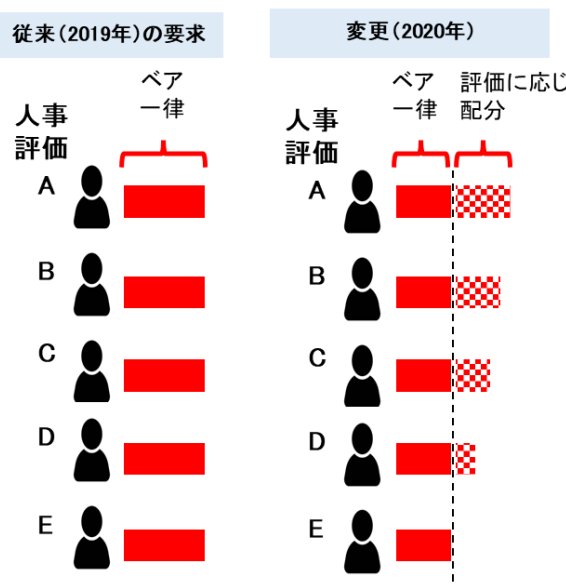 従来(2019年)の要求
ベア
一律
人事
評価
A
B
C
D
E
変更(2020年)
ベア
一律
評価に応じ
配分
人事
評価
A
B
C
D
E